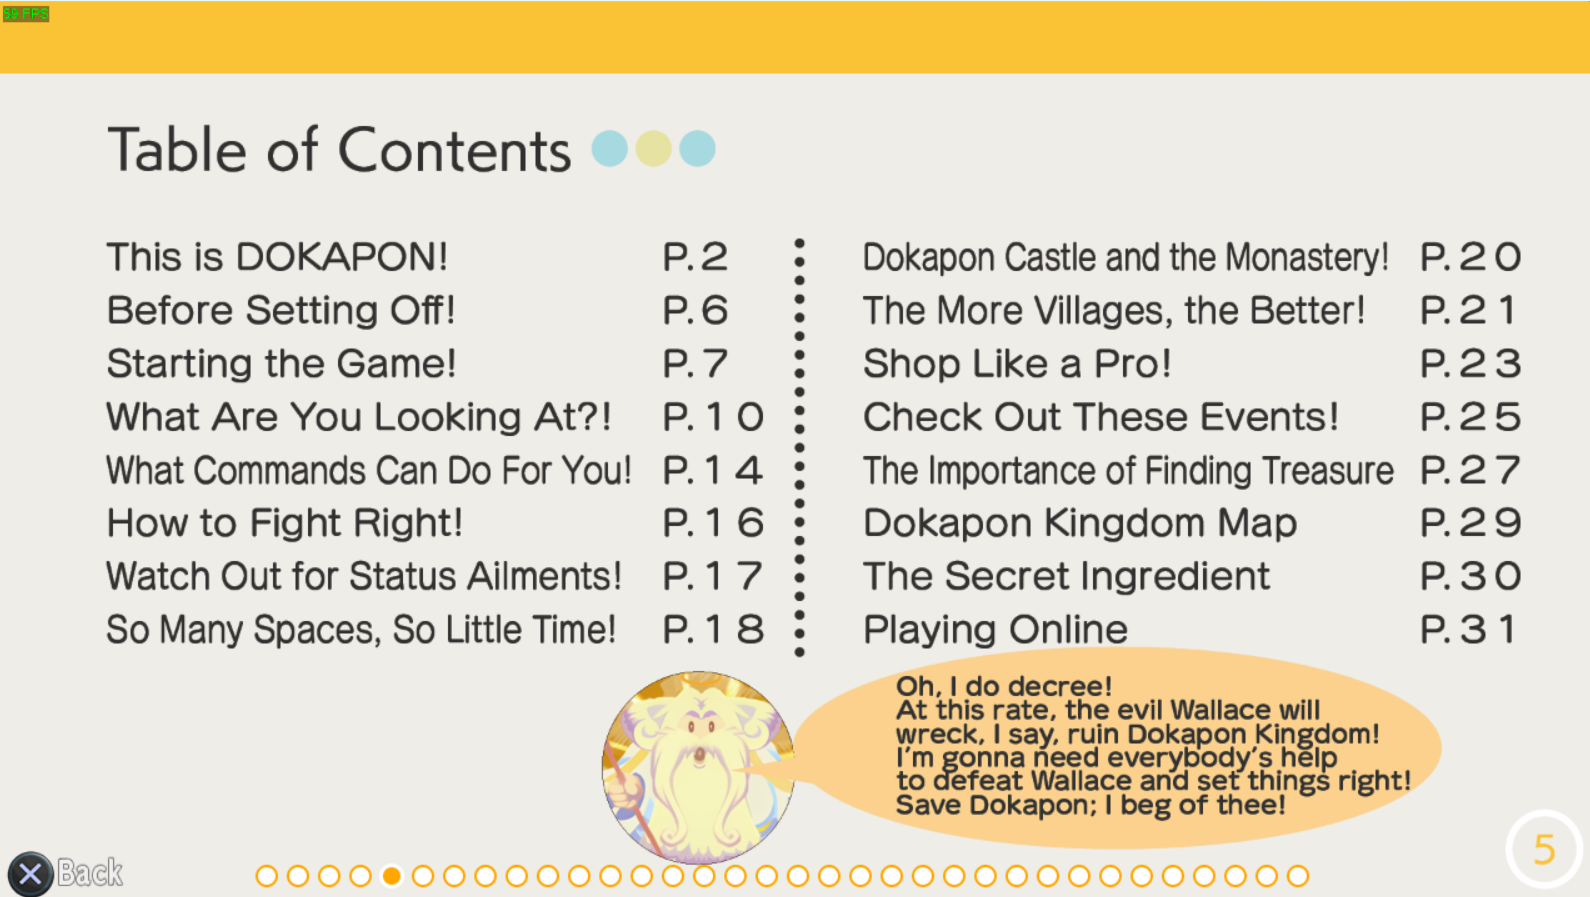 59 FPS
Table of Contents
This is DOKAPON! P.2
Before Setting Off! P.6
Starting the Game! P.7
What Are You Looking At?! P.10
What Commands Can Do For You! P.14
How to Fight Right! P.16
Watch Out for Status Ailments! P.17
So Many Spaces, So Little Time! P.18
Dokapon Castle and the Monastery! P.20
The More Villages, the Better! P.21
Shop Like a Pro! P.23
Check Out These Events! P.25
The Importance of Finding Treasure P.27
Dokapon Kingdom Map P.29
The Secret Ingredient P.30
Playing Online P.31
Oh, I do decree!
At this rate, the evil Wallace will
wreck, I say, ruin Dokapon Kingdom!
I'm gonna need everybody's help
to defeat Wallace and set things right!
Save Dokapon; I beg of thee!
5
Back